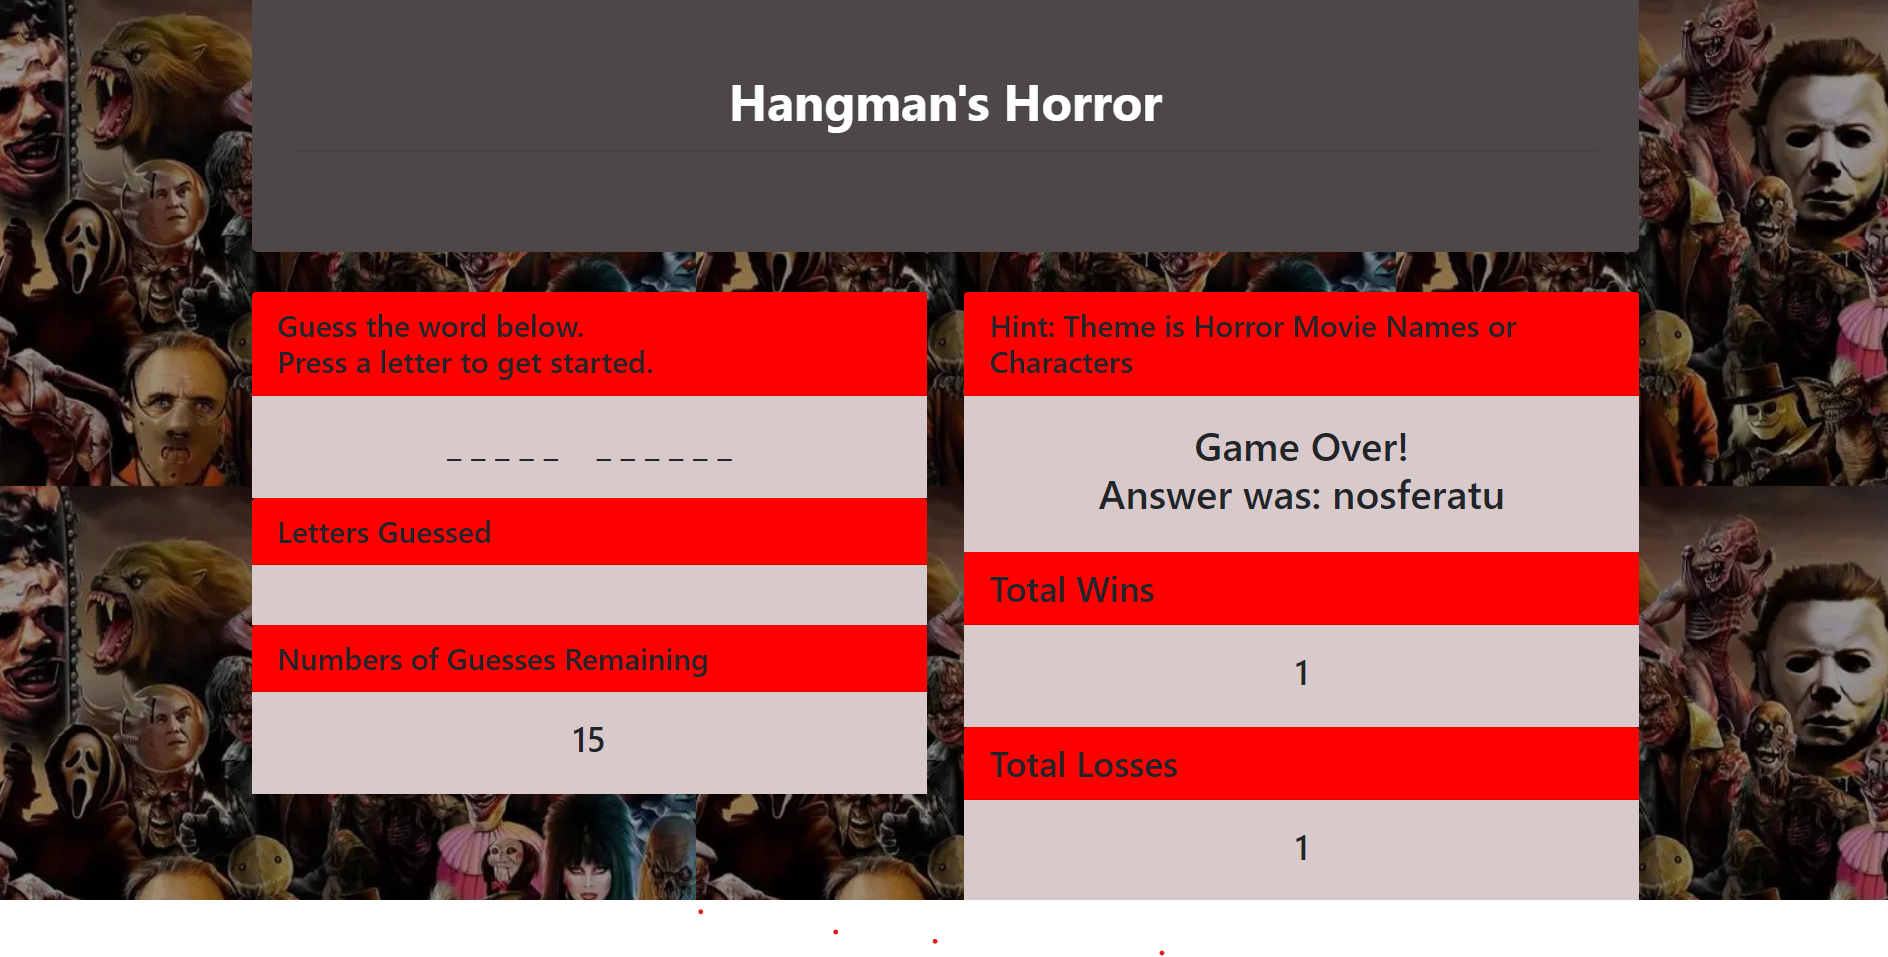 Hangman's Horror
Guess the word below.
Press a letter to get started.
_ _ _ _ _   _ _ _ _ _ _
Letters Guessed
Numbers of Guesses Remaining
15
Hint: Theme is Horror Movie Names or
Characters
Game Over!
Answer was: nosferatu
Total Wins
1
Total Losses
1